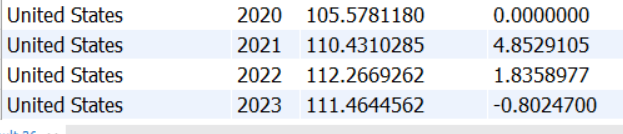 United States 2020 105.5781180 0.0000000
United States 2021 110.4310285 4.8529105
United States 2022 112.2669262 1.8358977
United States 2023 111.4644562 -0.8024700